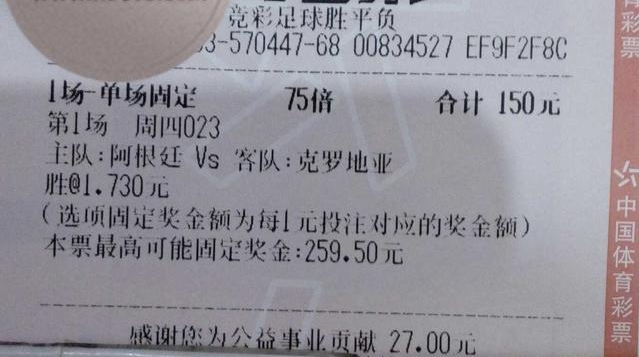 竞彩足球胜平负
-570447-68 00834527 EF9F2F8C
1场-单场固定 75倍 合计 150元
第1场 周四023
主队:阿根廷 Vs 客队:克罗地亚
胜@1.730元
(选项固定奖金额为每1元投注对应的奖金额)
本票最高可能固定奖金:259.50元
感谢您为公益事业贡献 27.00元
育彩票
中国体育彩票